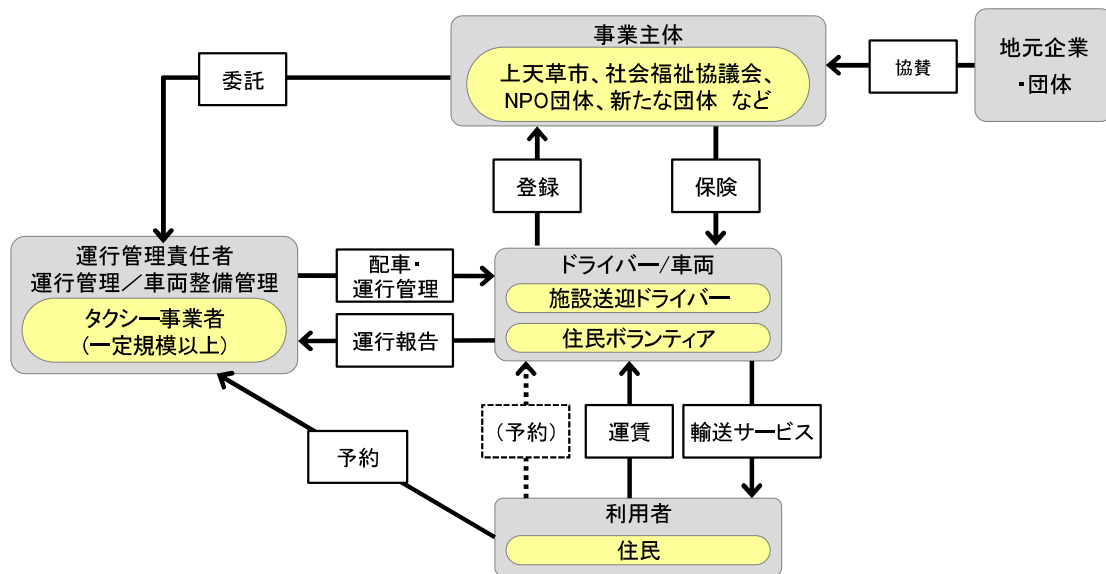 事業主体
上天草市、社会福祉協議会、
NPO団体、新たな団体 など
地元企業
・団体
協賛
委託
登録
保険
運行管理責任者
運行管理／車両整備管理
タクシー事業者
(一定規模以上)
配車・
運行管理
運行報告
ドライバー/車両
施設送迎ドライバー
住民ボランティア
予約
(予約)
運賃
輸送サービス
利用者
住民